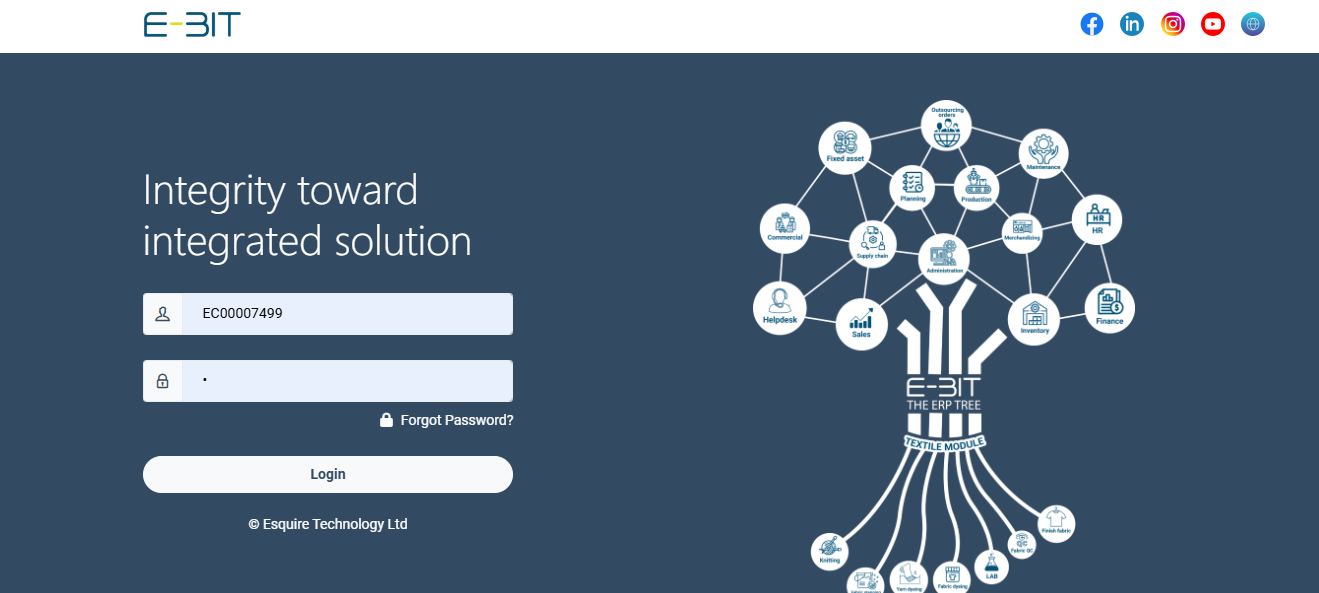 E-BIT
Integrity toward
integrated solution
EC00007499
•
Forgot Password?
Login
© Esquire Technology Ltd
Outsourcing
orders
Fixed asset
Maintenance
Planning
Production
Commercial
Supply chain
Merchandizing
HR
HR
Administration
Helpdesk
Sales
Inventory
Finance
E-BIT
THE ERP TREE
TEXTILE MODULE
Finish fabric
Knitting
QC
Fabric QC
LAB
Yarn dyeing
Fabric dyeing